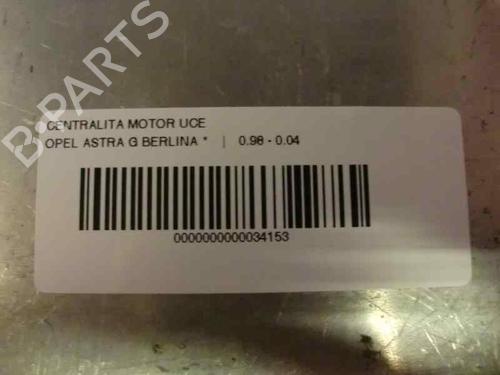 B-PARTS
CENTRALITA MOTOR UCE
OPEL ASTRA G BERLINA * | 0.98 - 0.04
0000000000034153